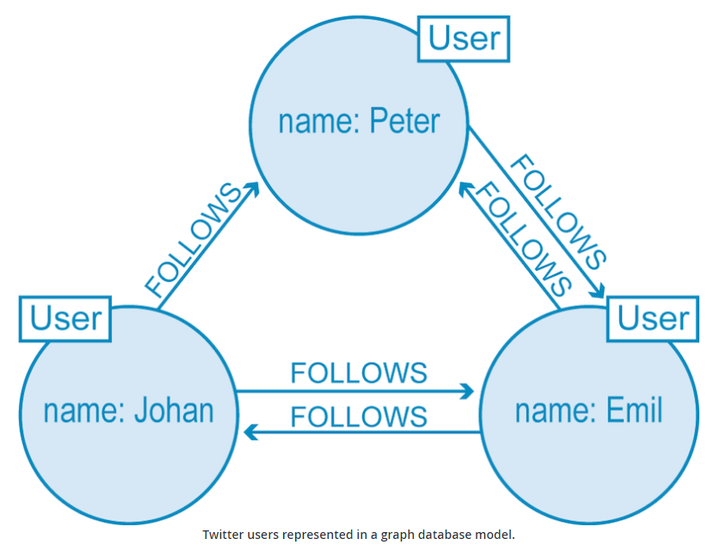 User
name: Peter
FOLLOWS
FOLLOWS
FOLLOWS
User
User
FOLLOWS
name: Johan
name: Emil
FOLLOWS
Twitter users represented in a graph database model.